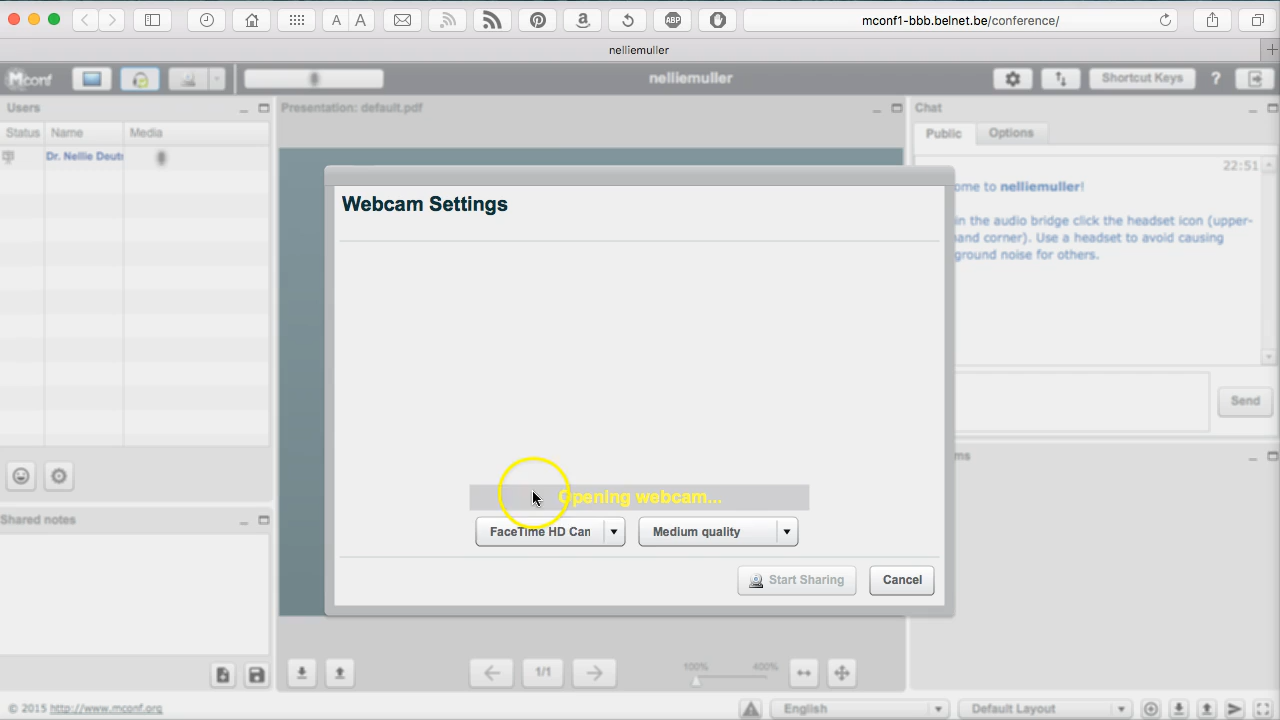 A A
ABP
mconf1-bbb.belnet.be/conference/
nelliemuller
Mconf
nelliemuller
Shortcut Keys
?
Users
Status Name Media
Dr. Nellie Deuts
Presentation: default.pdf
Chat
Public Options
22:51
ome to nelliemuller!
in the audio bridge click the headset icon (upper-
hand corner). Use a headset to avoid causing
ground noise for others.
Send
Webcam Settings
Opening webcam...
FaceTime HD Can
Medium quality
Start Sharing
Cancel
Shared notes
1/1
100% 400%
© 2015 http://www.mconf.org
English
Default Layout